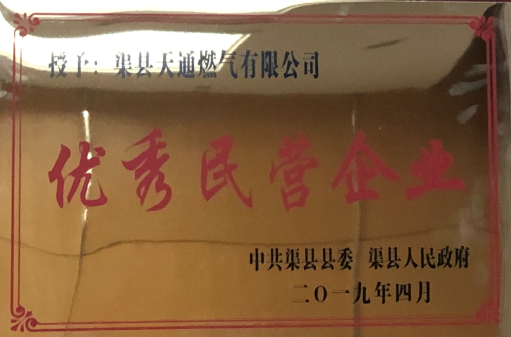 授予：渠县天通燃气有限公司
优秀民营企业
中共渠县县委 渠县人民政府
二〇一九年四月